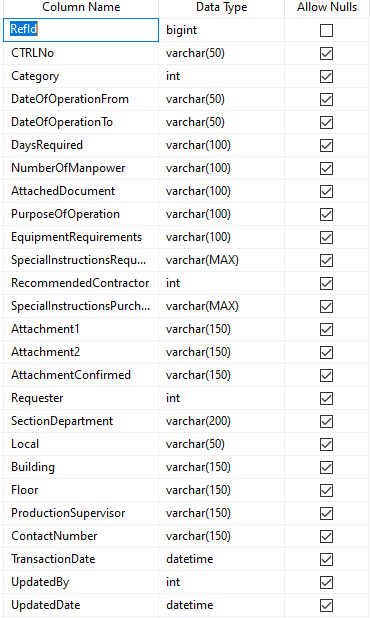 Column Name Data Type Allow Nulls
RefId bigint
CTRLNo varchar(50)
Category int
DateOfOperationFrom varchar(50)
DateOfOperationTo varchar(50)
DaysRequired varchar(100)
NumberOfManpower varchar(100)
AttachedDocument varchar(100)
PurposeOfOperation varchar(100)
EquipmentRequirements varchar(100)
SpecialInstructionsRequ... varchar(MAX)
RecommendedContractor int
SpecialInstructionsPurch... varchar(MAX)
Attachment1 varchar(150)
Attachment2 varchar(150)
AttachmentConfirmed varchar(150)
Requester int
SectionDepartment varchar(200)
Local varchar(50)
Building varchar(150)
Floor varchar(150)
ProductionSupervisor varchar(150)
ContactNumber varchar(150)
TransactionDate datetime
UpdatedBy int
UpdatedDate datetime